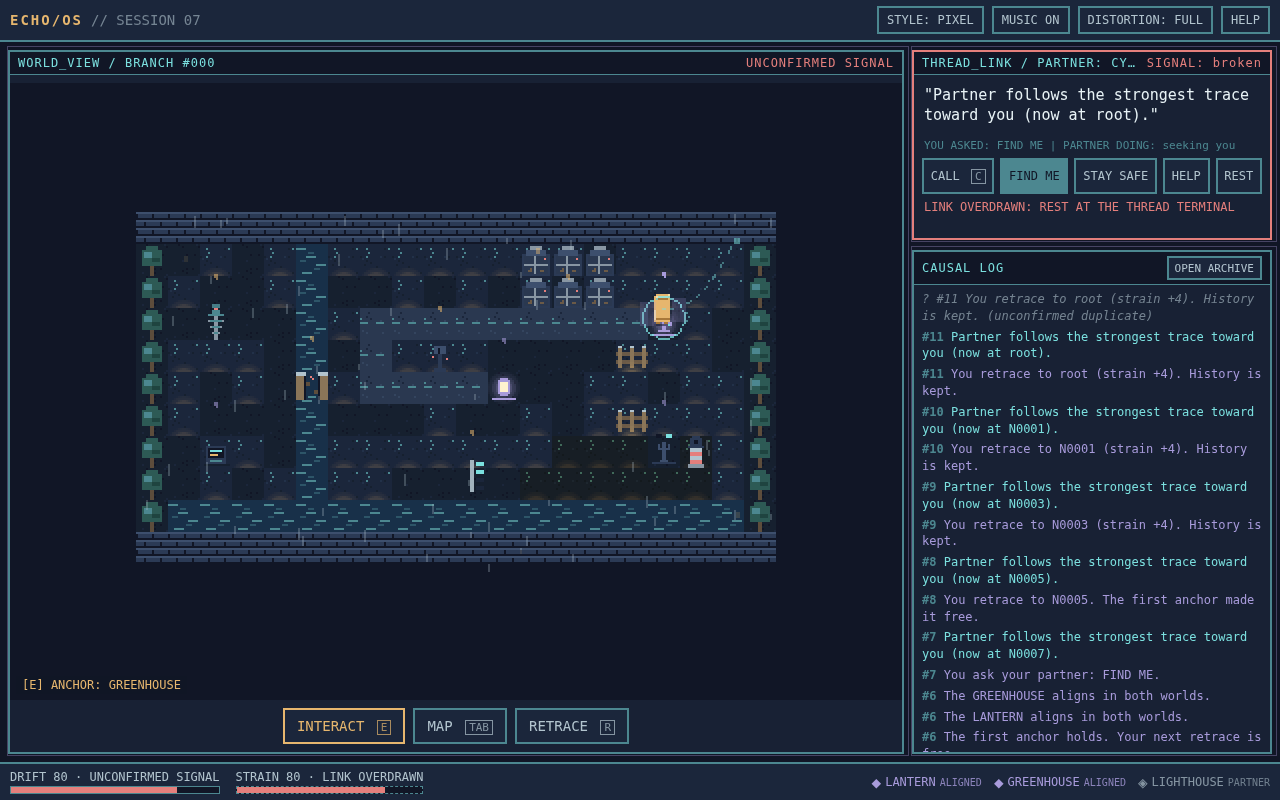 ECHO/OS // SESSION 07
STYLE: PIXEL
MUSIC ON
DISTORTION: FULL
HELP
WORLD_VIEW / BRANCH #000
UNCONFIRMED SIGNAL
[E] ANCHOR: GREENHOUSE
INTERACT E
MAP TAB
RETRACE R
THREAD_LINK / PARTNER: CY…
SIGNAL: broken
"Partner follows the strongest trace
toward you (now at root)."
YOU ASKED: FIND ME | PARTNER DOING: seeking you
CALL C
FIND ME
STAY SAFE
HELP
REST
LINK OVERDRAWN: REST AT THE THREAD TERMINAL
CAUSAL LOG
OPEN ARCHIVE
? #11 You retrace to root (strain +4). History
is kept. (unconfirmed duplicate)
#11 Partner follows the strongest trace toward
you (now at root).
#11 You retrace to root (strain +4). History is
kept.
#10 Partner follows the strongest trace toward
you (now at N0001).
#10 You retrace to N0001 (strain +4). History
is kept.
#9 Partner follows the strongest trace toward
you (now at N0003).
#9 You retrace to N0003 (strain +4). History is
kept.
#8 Partner follows the strongest trace toward
you (now at N0005).
#8 You retrace to N0005. The first anchor made
it free.
#7 Partner follows the strongest trace toward
you (now at N0007).
#7 You ask your partner: FIND ME.
#6 The GREENHOUSE aligns in both worlds.
#6 The LANTERN aligns in both worlds.
#6 The first anchor holds. Your next retrace is
free.
DRIFT 80 · UNCONFIRMED SIGNAL
STRAIN 80 · LINK OVERDRAWN
◆ LANTERN ALIGNED
◆ GREENHOUSE ALIGNED
◈ LIGHTHOUSE PARTNER